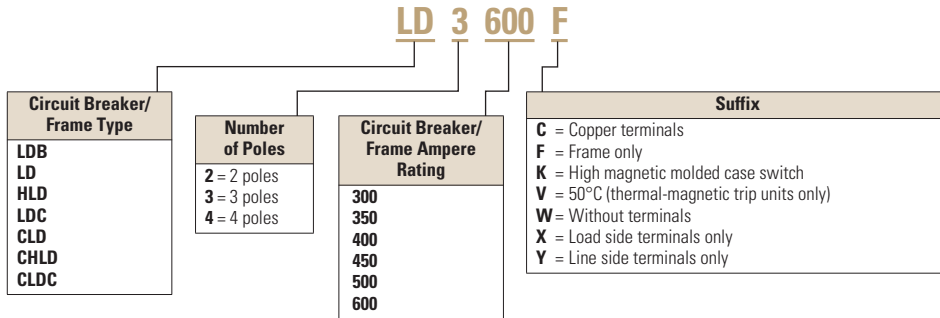 LD 3 600 F
Circuit Breaker/
Frame Type
LDB
LD
HLD
LDC
CLD
CHLD
CLDC
Number
of Poles
2 = 2 poles
3 = 3 poles
4 = 4 poles
Circuit Breaker/
Frame Ampere
Rating
300
350
400
450
500
600
Suffix
C = Copper terminals
F = Frame only
K = High magnetic molded case switch
V = 50°C (thermal-magnetic trip units only)
W = Without terminals
X = Load side terminals only
Y = Line side terminals only